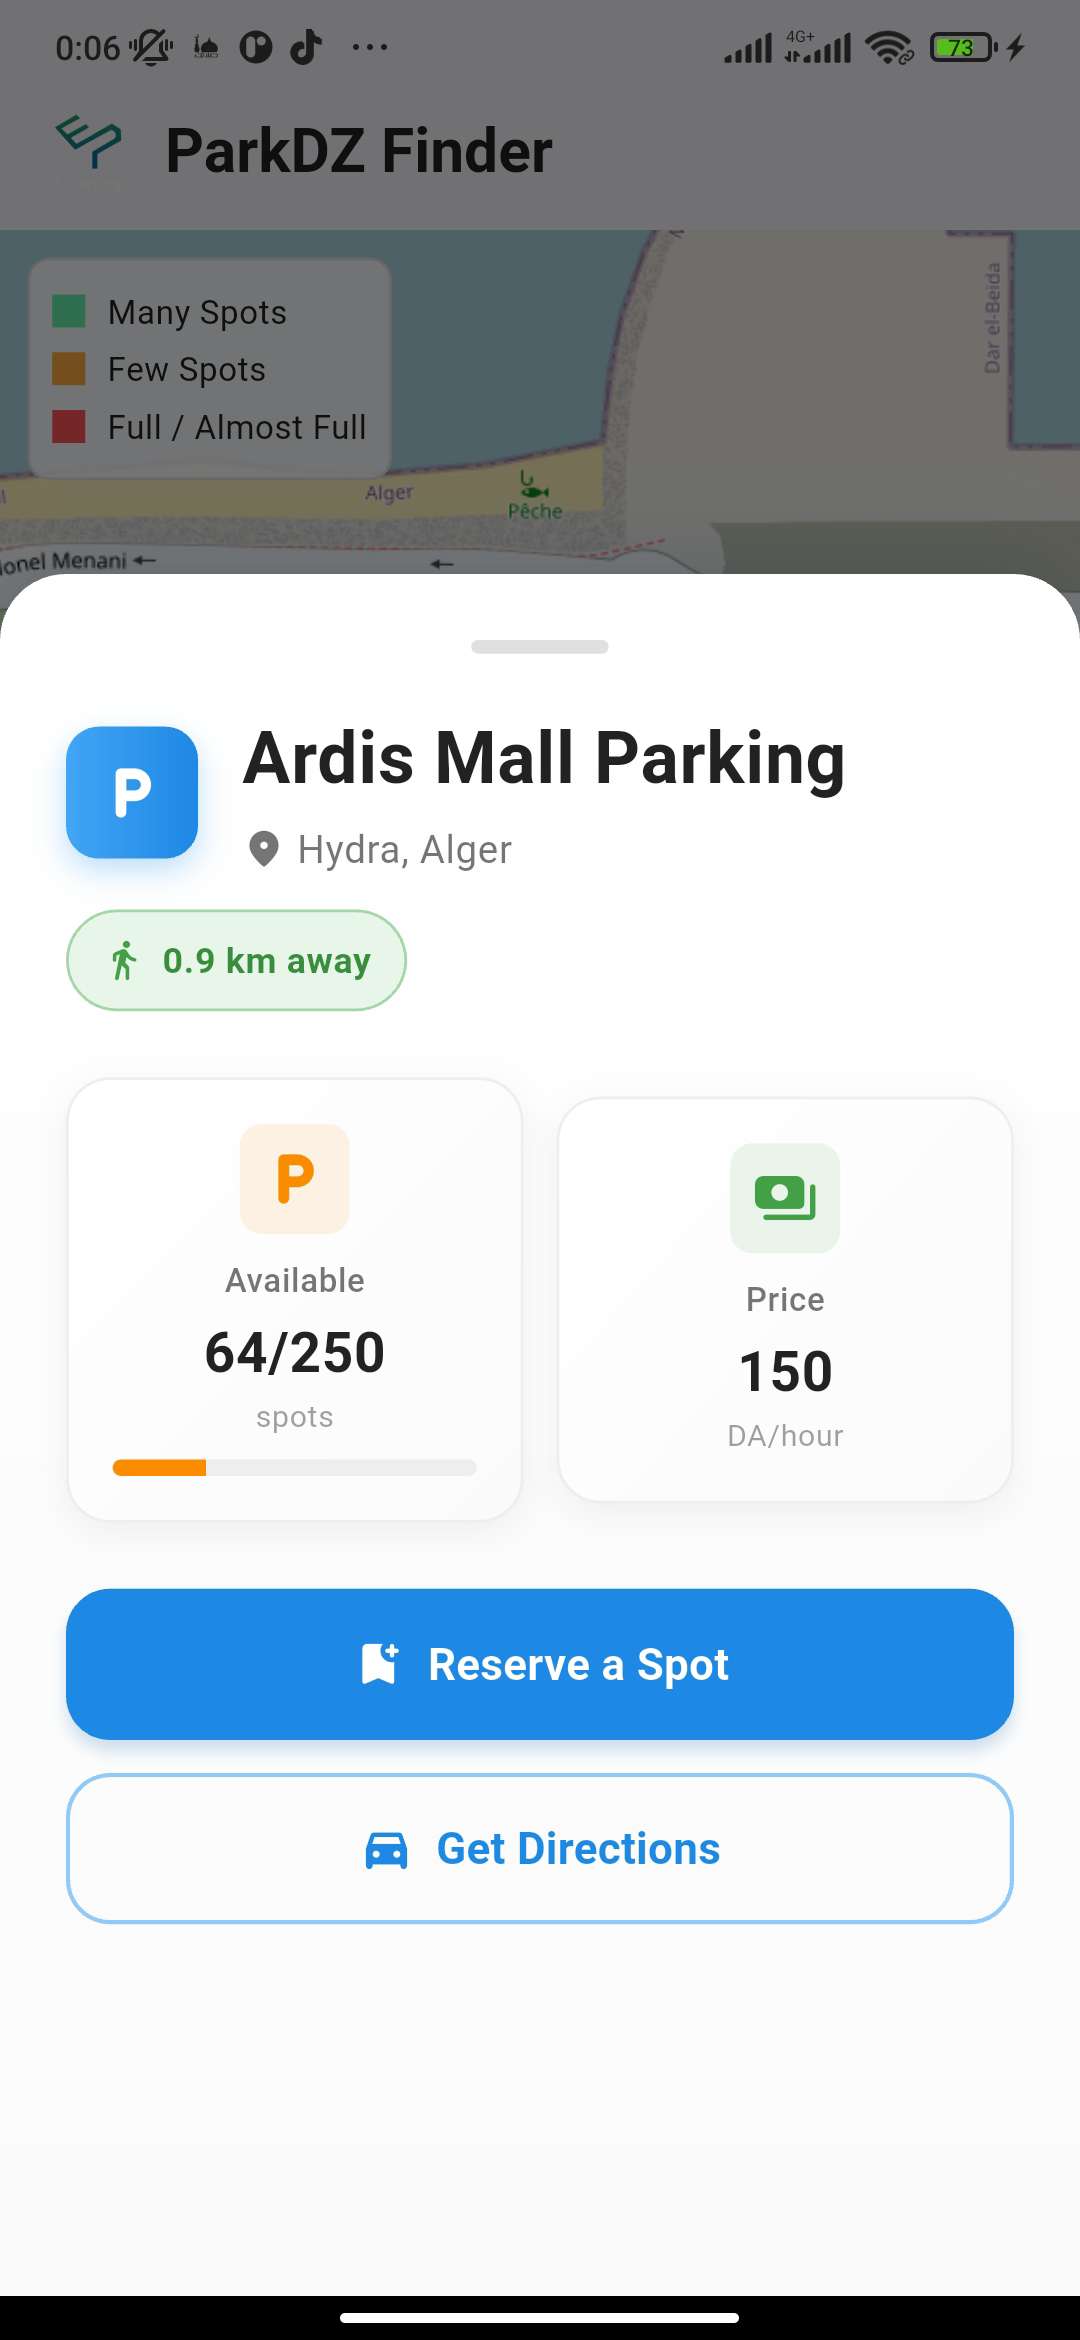 0:06 4G+ 73
ParkDZ Finder
Many Spots
Few Spots
Full / Almost Full
Dar el-Beida
Alger
Pêche
ionel Menani
Ardis Mall Parking
Hydra, Alger
0.9 km away
Available
64/250
spots
Price
150
DA/hour
Reserve a Spot
Get Directions